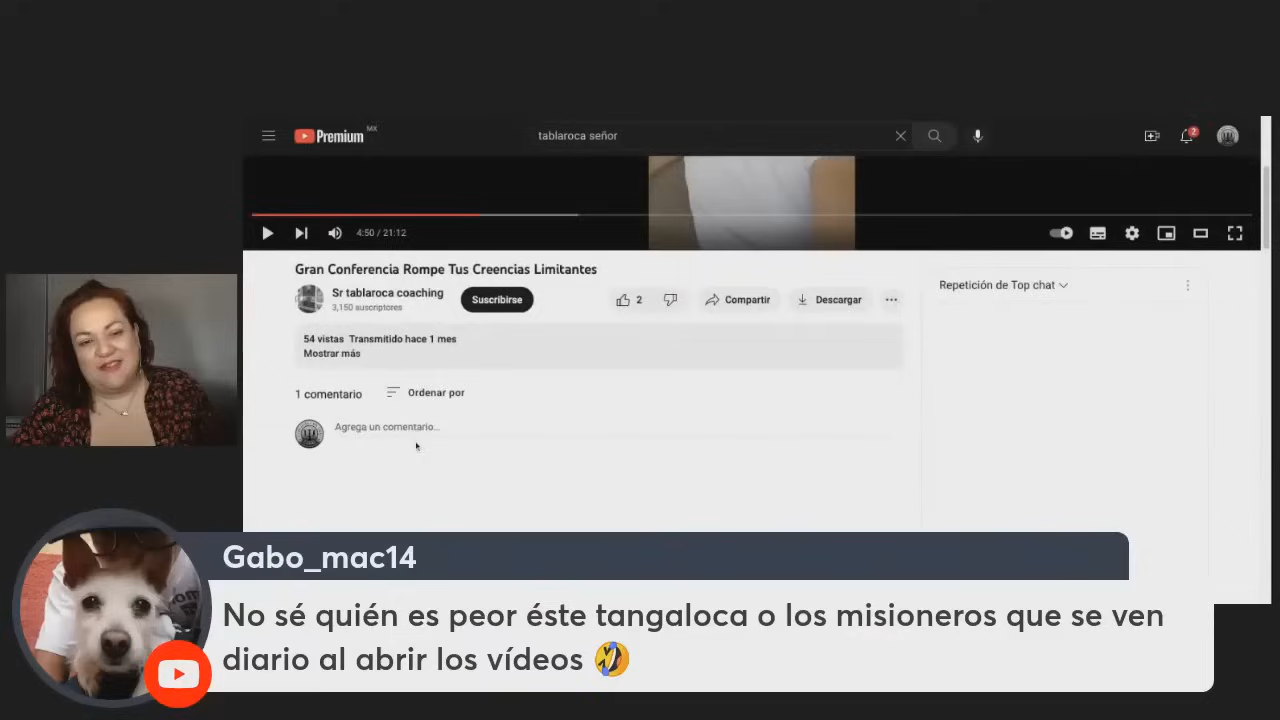 Premium MX
tablaroca señor
2
4:50 / 21:12
Gran Conferencia Rompe Tus Creencias Limitantes
Sr tablaroca coaching
3,150 suscriptores
Suscribirse
2
Compartir
Descargar
Repetición de Top chat
54 vistas Transmitido hace 1 mes
Mostrar más
1 comentario
Ordenar por
Agrega un comentario...
Gabo_mac14
No sé quién es peor éste tangaloca o los misioneros que se ven
diario al abrir los vídeos 🤣